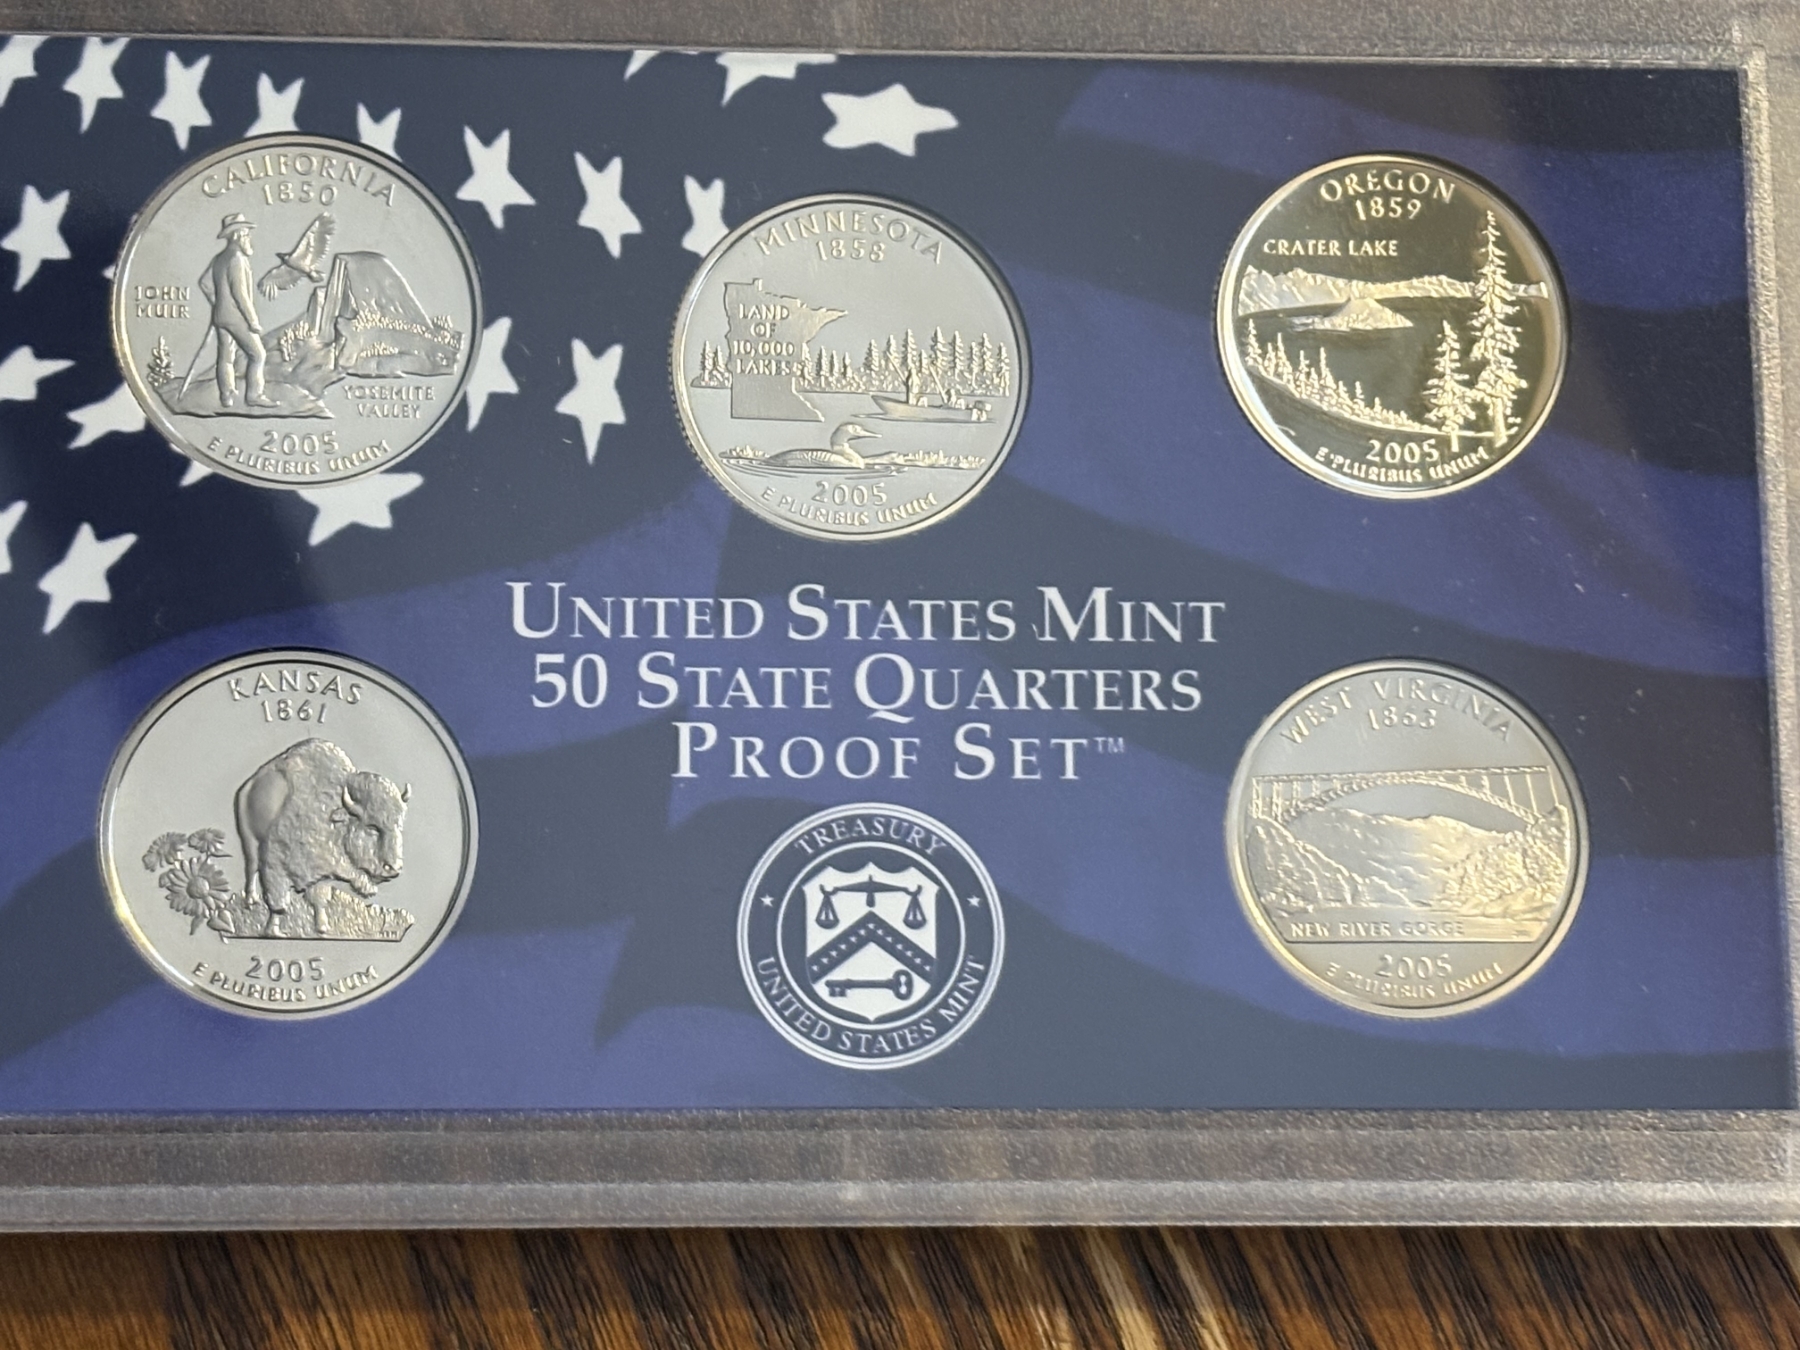 CALIFORNIA
1850
JOHN
MUIR
YOSEMITE
VALLEY
2005
E PLURIBUS UNUM
MINNESOTA
1858
LAND
OF
10,000
LAKES
2005
E PLURIBUS UNUM
OREGON
1859
CRATER LAKE
2005
E PLURIBUS UNUM
UNITED STATES MINT
50 STATE QUARTERS
PROOF SET™
KANSAS
1861
2005
E PLURIBUS UNUM
TREASURY
UNITED STATES MINT
WEST VIRGINIA
1863
NEW RIVER GORGE
2005
E PLURIBUS UNUM